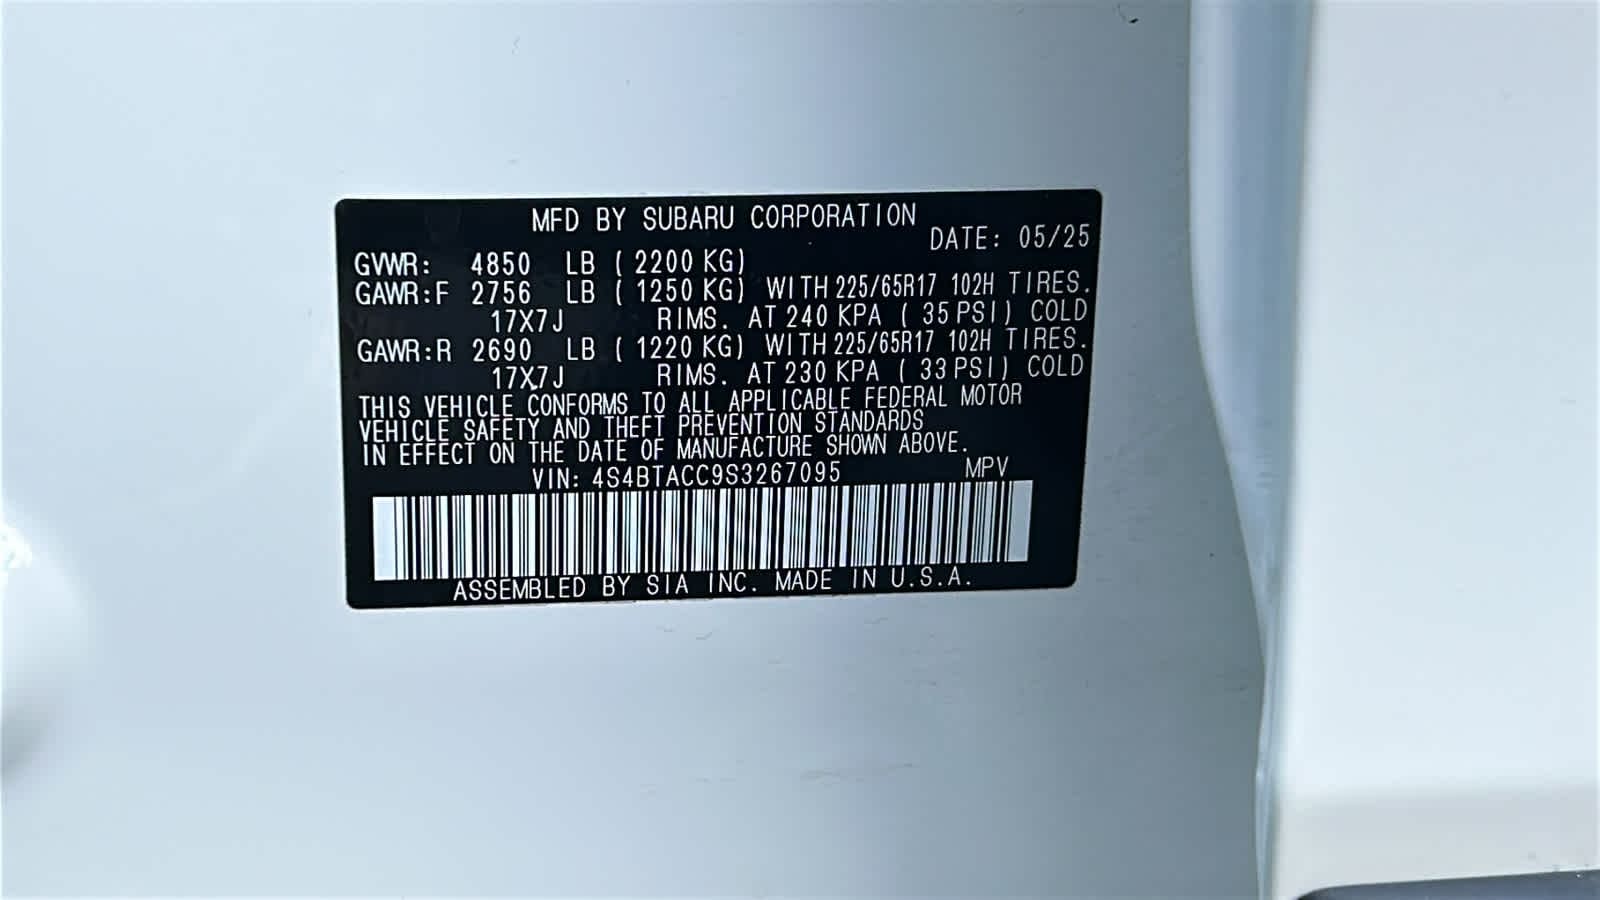 MFD BY SUBARU CORPORATION
DATE: 05/25
GVWR: 4850 LB ( 2200 KG)
GAWR:F 2756 LB ( 1250 KG) WITH 225/65R17 102H TIRES.
17X7J RIMS. AT 240 KPA ( 35 PSI) COLD
GAWR:R 2690 LB ( 1220 KG) WITH 225/65R17 102H TIRES.
17X7J RIMS. AT 230 KPA ( 33 PSI) COLD
THIS VEHICLE CONFORMS TO ALL APPLICABLE FEDERAL MOTOR
VEHICLE SAFETY AND THEFT PREVENTION STANDARDS
IN EFFECT ON THE DATE OF MANUFACTURE SHOWN ABOVE.
VIN: 4S4BTACC9S3267095 MPV
ASSEMBLED BY SIA INC. MADE IN U.S.A.